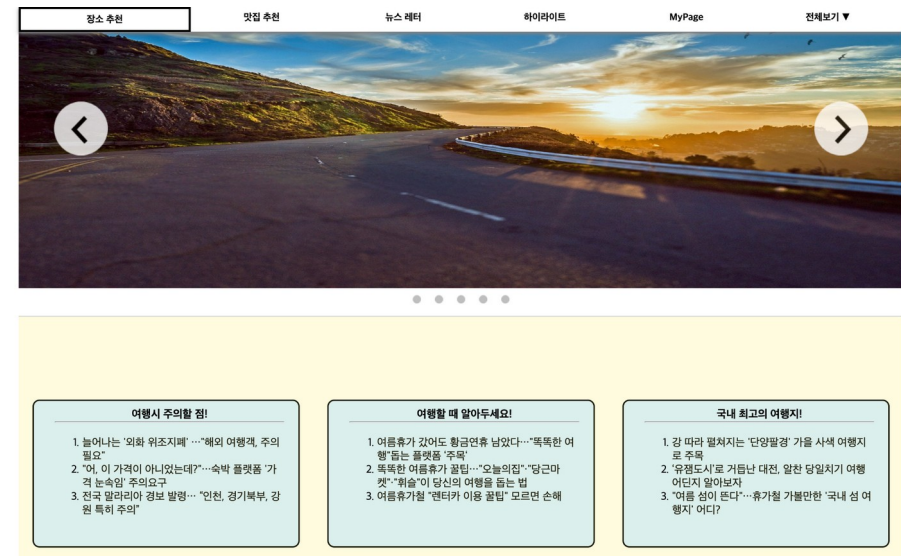 장소 추천 맛집 추천 뉴스 레터 하이라이트 MyPage 전체보기 ▼
여행시 주의할 점!
1. 늘어나는 '외화 위조지폐' …"해외 여행객, 주의
필요"
2. "어, 이 가격이 아니었는데?"…숙박 플랫폼 '가
격 눈속임' 주의요구
3. 전국 말라리아 경보 발령… "인천, 경기북부, 강
원 특히 주의"
여행할 때 알아두세요!
1. 여름휴가 갔어도 황금연휴 남았다…"똑똑한 여
행"돕는 플랫폼 '주목'
2. 똑똑한 여름휴가 꿀팁…"오늘의집"·"당근마
켓"·"휘슬"이 당신의 여행을 돕는 법
3. 여름휴가철 "렌터카 이용 꿀팁" 모르면 손해
국내 최고의 여행지!
1. 강 따라 펼쳐지는 '단양팔경' 가을 사색 여행지
로 주목
2. '유잼도시'로 거듭난 대전, 알찬 당일치기 여행
어딘지 알아보자
3. "여름 섬이 뜬다"…휴가철 가볼만한 '국내 섬 여
행지' 어디?